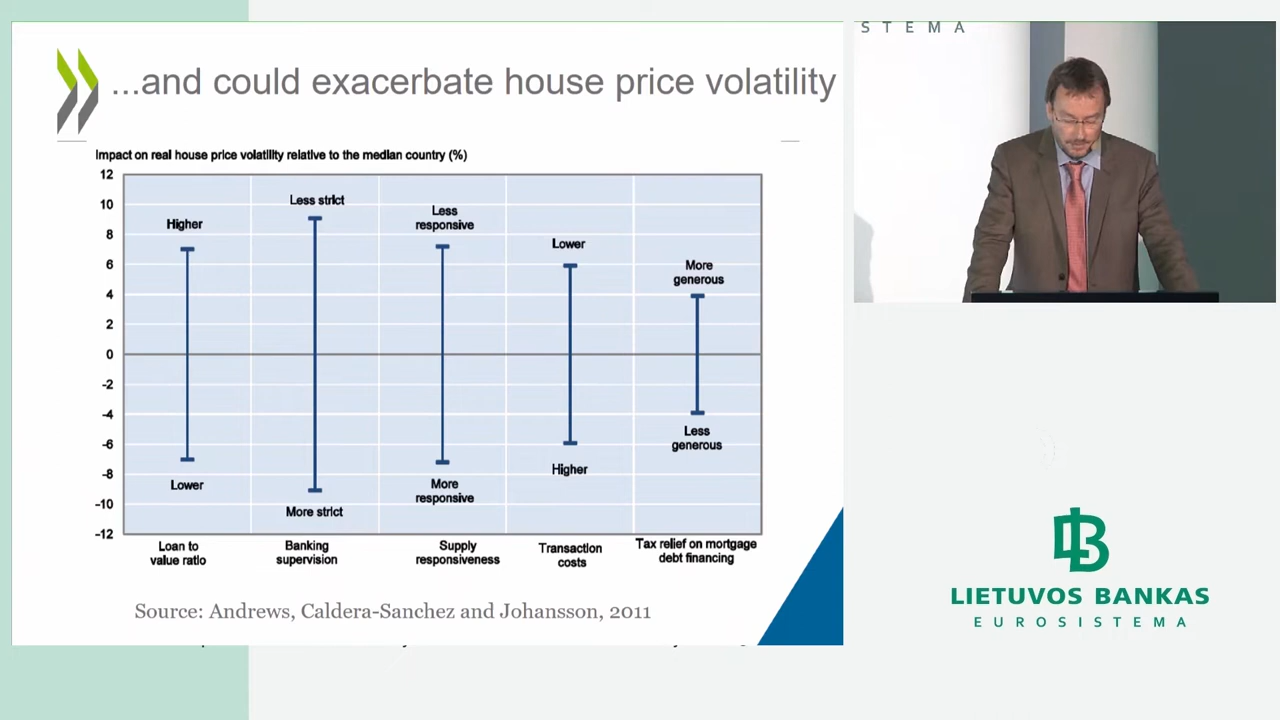 ...and could exacerbate house price volatility
Impact on real house price volatility relative to the median country (%)
12
10
8
6
4
2
0
-2
-4
-6
-8
-10
-12
Higher
Lower
Less strict
More strict
Less
responsive
More
responsive
Lower
Higher
More
generous
Less
generous
Loan to
value ratio
Banking
supervision
Supply
responsiveness
Transaction
costs
Tax relief on mortgage
debt financing
Source: Andrews, Caldera-Sanchez and Johansson, 2011
S T E M A
LIETUVOS BANKAS
EUROSISTEMA